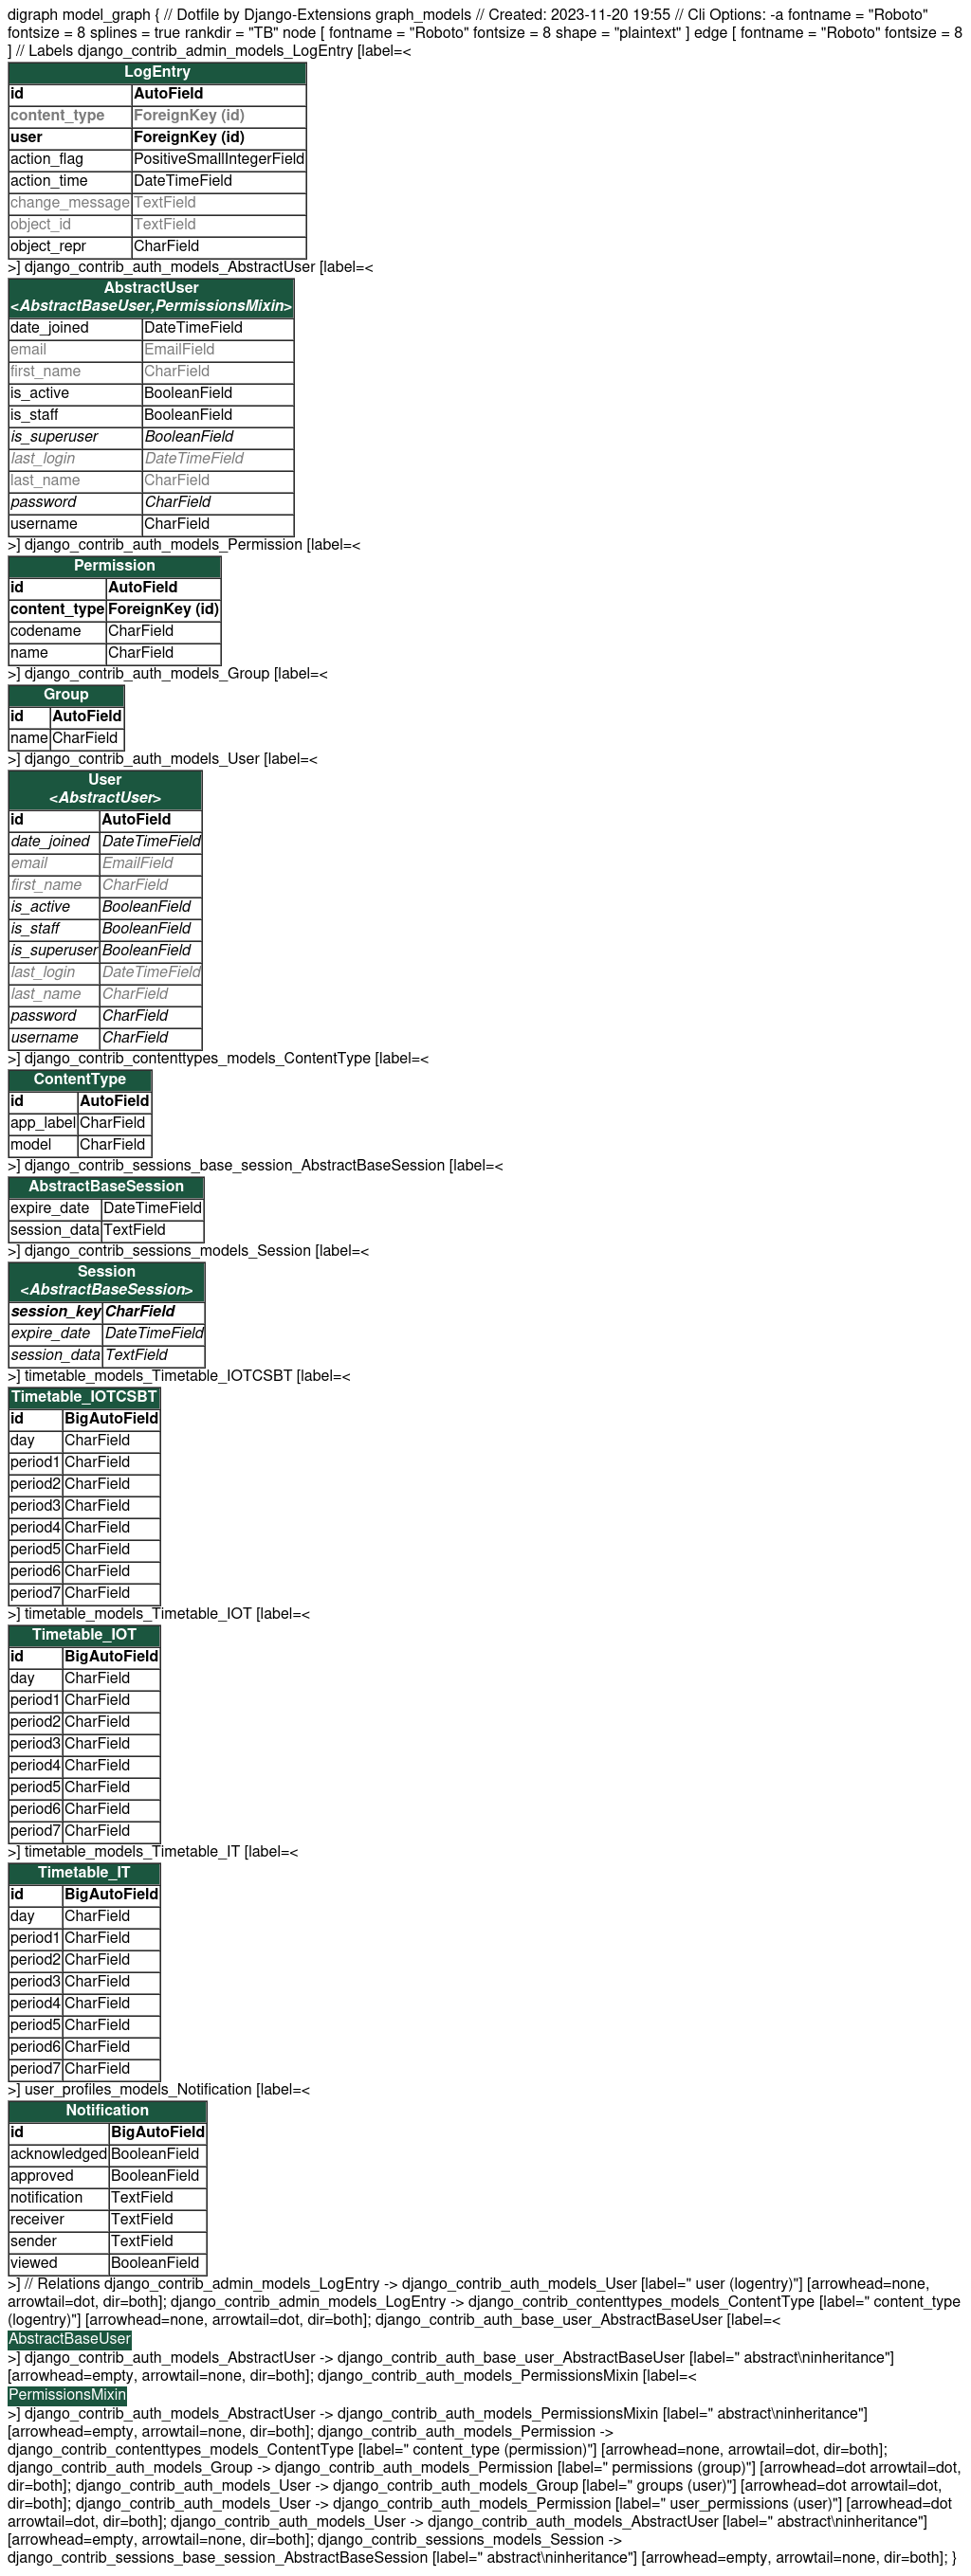 digraph model_graph { // Dotfile by Django-Extensions graph_models // Created: 2023-11-20 19:55 // Cli Options: -a fontname = "Roboto"
fontsize = 8 splines = true rankdir = "TB" node [ fontname = "Roboto" fontsize = 8 shape = "plaintext" ] edge [ fontname = "Roboto" fontsize = 8
] // Labels django_contrib_admin_models_LogEntry [label=<
LogEntry
id AutoField
content_type ForeignKey (id)
user ForeignKey (id)
action_flag PositiveSmallIntegerField
action_time DateTimeField
change_message TextField
object_id TextField
object_repr CharField
>] django_contrib_auth_models_AbstractUser [label=<
AbstractUser
<AbstractBaseUser,PermissionsMixin>
date_joined DateTimeField
email EmailField
first_name CharField
is_active BooleanField
is_staff BooleanField
is_superuser BooleanField
last_login DateTimeField
last_name CharField
password CharField
username CharField
>] django_contrib_auth_models_Permission [label=<
Permission
id AutoField
content_type ForeignKey (id)
codename CharField
name CharField
>] django_contrib_auth_models_Group [label=<
Group
id AutoField
name CharField
>] django_contrib_auth_models_User [label=<
User
<AbstractUser>
id AutoField
date_joined DateTimeField
email EmailField
first_name CharField
is_active BooleanField
is_staff BooleanField
is_superuser BooleanField
last_login DateTimeField
last_name CharField
password CharField
username CharField
>] django_contrib_contenttypes_models_ContentType [label=<
ContentType
id AutoField
app_label CharField
model CharField
>] django_contrib_sessions_base_session_AbstractBaseSession [label=<
AbstractBaseSession
expire_date DateTimeField
session_data TextField
>] django_contrib_sessions_models_Session [label=<
Session
<AbstractBaseSession>
session_key CharField
expire_date DateTimeField
session_data TextField
>] timetable_models_Timetable_IOTCSBT [label=<
Timetable_IOTCSBT
id BigAutoField
day CharField
period1 CharField
period2 CharField
period3 CharField
period4 CharField
period5 CharField
period6 CharField
period7 CharField
>] timetable_models_Timetable_IOT [label=<
Timetable_IOT
id BigAutoField
day CharField
period1 CharField
period2 CharField
period3 CharField
period4 CharField
period5 CharField
period6 CharField
period7 CharField
>] timetable_models_Timetable_IT [label=<
Timetable_IT
id BigAutoField
day CharField
period1 CharField
period2 CharField
period3 CharField
period4 CharField
period5 CharField
period6 CharField
period7 CharField
>] user_profiles_models_Notification [label=<
Notification
id BigAutoField
acknowledged BooleanField
approved BooleanField
notification TextField
receiver TextField
sender TextField
viewed BooleanField
>] // Relations django_contrib_admin_models_LogEntry -> django_contrib_auth_models_User [label=" user (logentry)"] [arrowhead=none,
arrowtail=dot, dir=both]; django_contrib_admin_models_LogEntry -> django_contrib_contenttypes_models_ContentType [label=" content_type
(logentry)"] [arrowhead=none, arrowtail=dot, dir=both]; django_contrib_auth_base_user_AbstractBaseUser [label=<
AbstractBaseUser
>] django_contrib_auth_models_AbstractUser -> django_contrib_auth_base_user_AbstractBaseUser [label=" abstract\ninheritance"]
[arrowhead=empty, arrowtail=none, dir=both]; django_contrib_auth_models_PermissionsMixin [label=<
PermissionsMixin
>] django_contrib_auth_models_AbstractUser -> django_contrib_auth_models_PermissionsMixin [label=" abstract\ninheritance"]
[arrowhead=empty, arrowtail=none, dir=both]; django_contrib_auth_models_Permission ->
django_contrib_contenttypes_models_ContentType [label=" content_type (permission)"] [arrowhead=none, arrowtail=dot, dir=both];
django_contrib_auth_models_Group -> django_contrib_auth_models_Permission [label=" permissions (group)"] [arrowhead=dot arrowtail=dot,
dir=both]; django_contrib_auth_models_User -> django_contrib_auth_models_Group [label=" groups (user)"] [arrowhead=dot arrowtail=dot,
dir=both]; django_contrib_auth_models_User -> django_contrib_auth_models_Permission [label=" user_permissions (user)"] [arrowhead=dot
arrowtail=dot, dir=both]; django_contrib_auth_models_User -> django_contrib_auth_models_AbstractUser [label=" abstract\ninheritance"]
[arrowhead=empty, arrowtail=none, dir=both]; django_contrib_sessions_models_Session ->
django_contrib_sessions_base_session_AbstractBaseSession [label=" abstract\ninheritance"] [arrowhead=empty, arrowtail=none, dir=both]; }